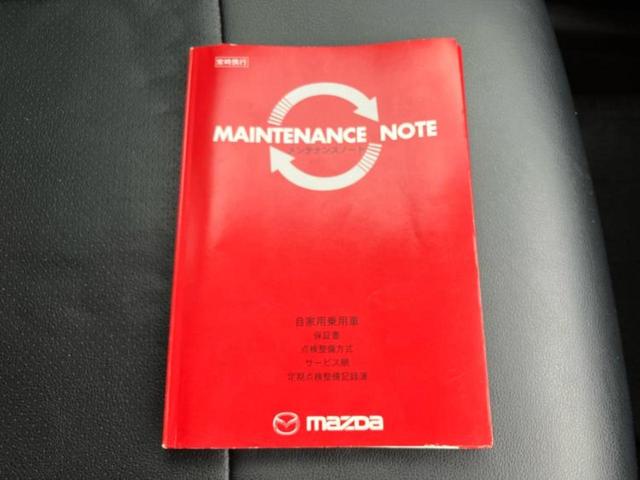 常時携行
MAINTENANCE NOTE
メンテナンスノート
自家用乗用車
保証書
点検整備方式
サービス網
定期点検整備記録簿
mazda